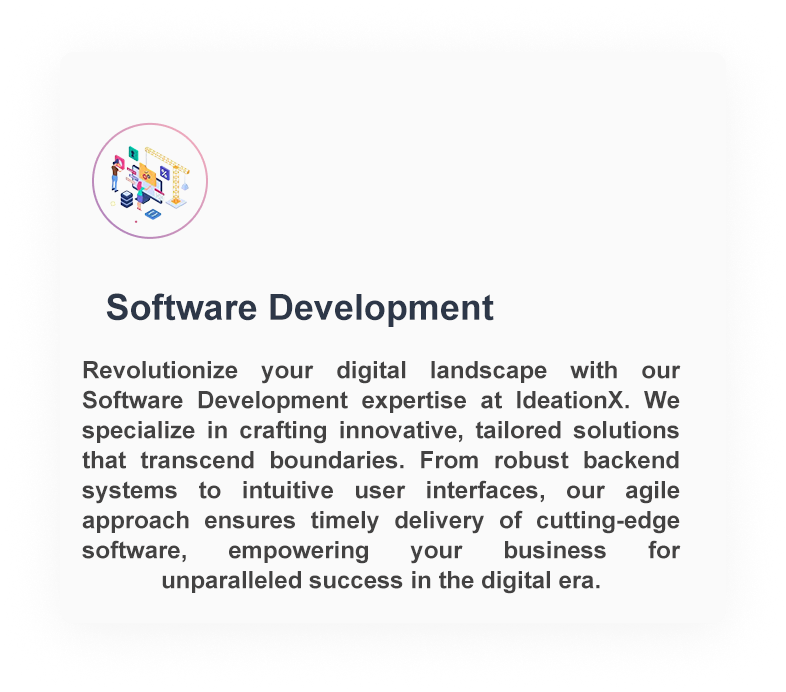 Software Development
Revolutionize your digital landscape with our
Software Development expertise at IdeationX. We
specialize in crafting innovative, tailored solutions
that transcend boundaries. From robust backend
systems to intuitive user interfaces, our agile
approach ensures timely delivery of cutting-edge
software, empowering your business for
unparalleled success in the digital era.